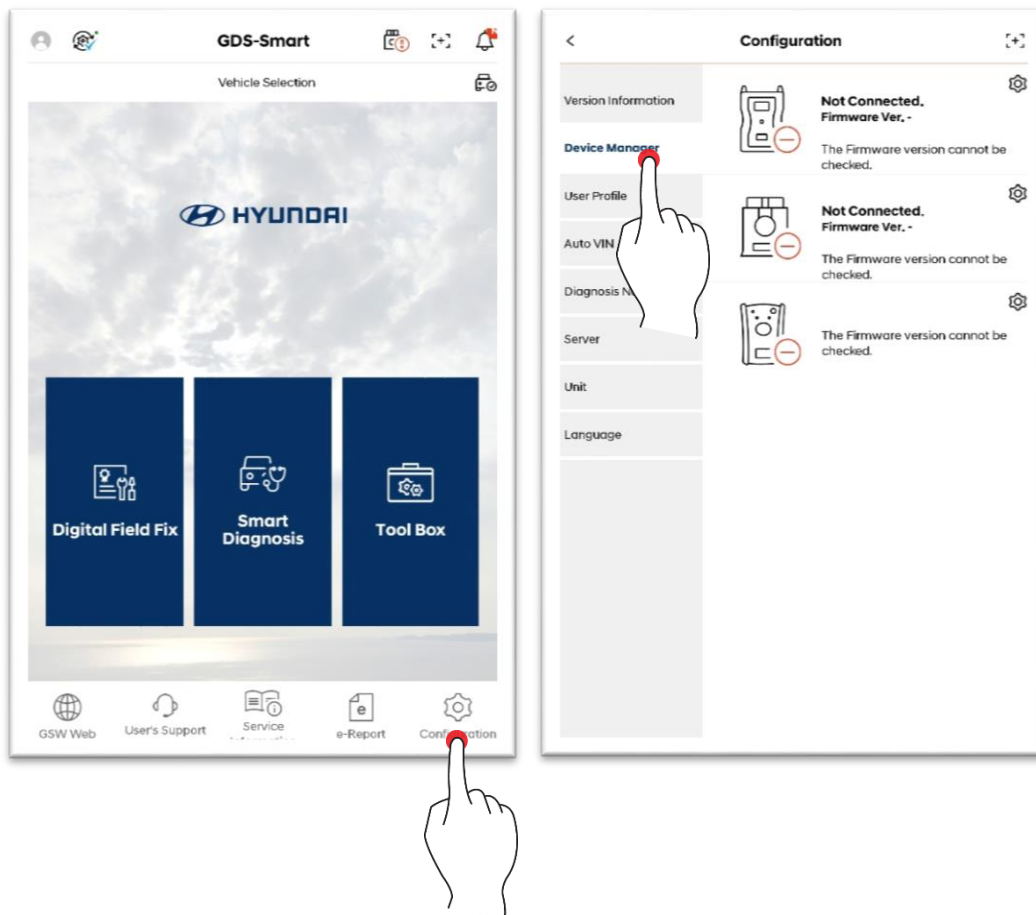 GDS-Smart
Vehicle Selection
HYUNDAI
Digital Field Fix
Smart
Diagnosis
Tool Box
GSW Web
User's Support
Service
e-Report
Configuration
Configuration
Version Information
Device Manager
User Profile
Auto VIN
Diagnosis
Server
Unit
Language
Not Connected.
Firmware Ver. -
The Firmware version cannot be
checked.
Not Connected.
Firmware Ver. -
The Firmware version cannot be
checked.
The Firmware version cannot be
checked.